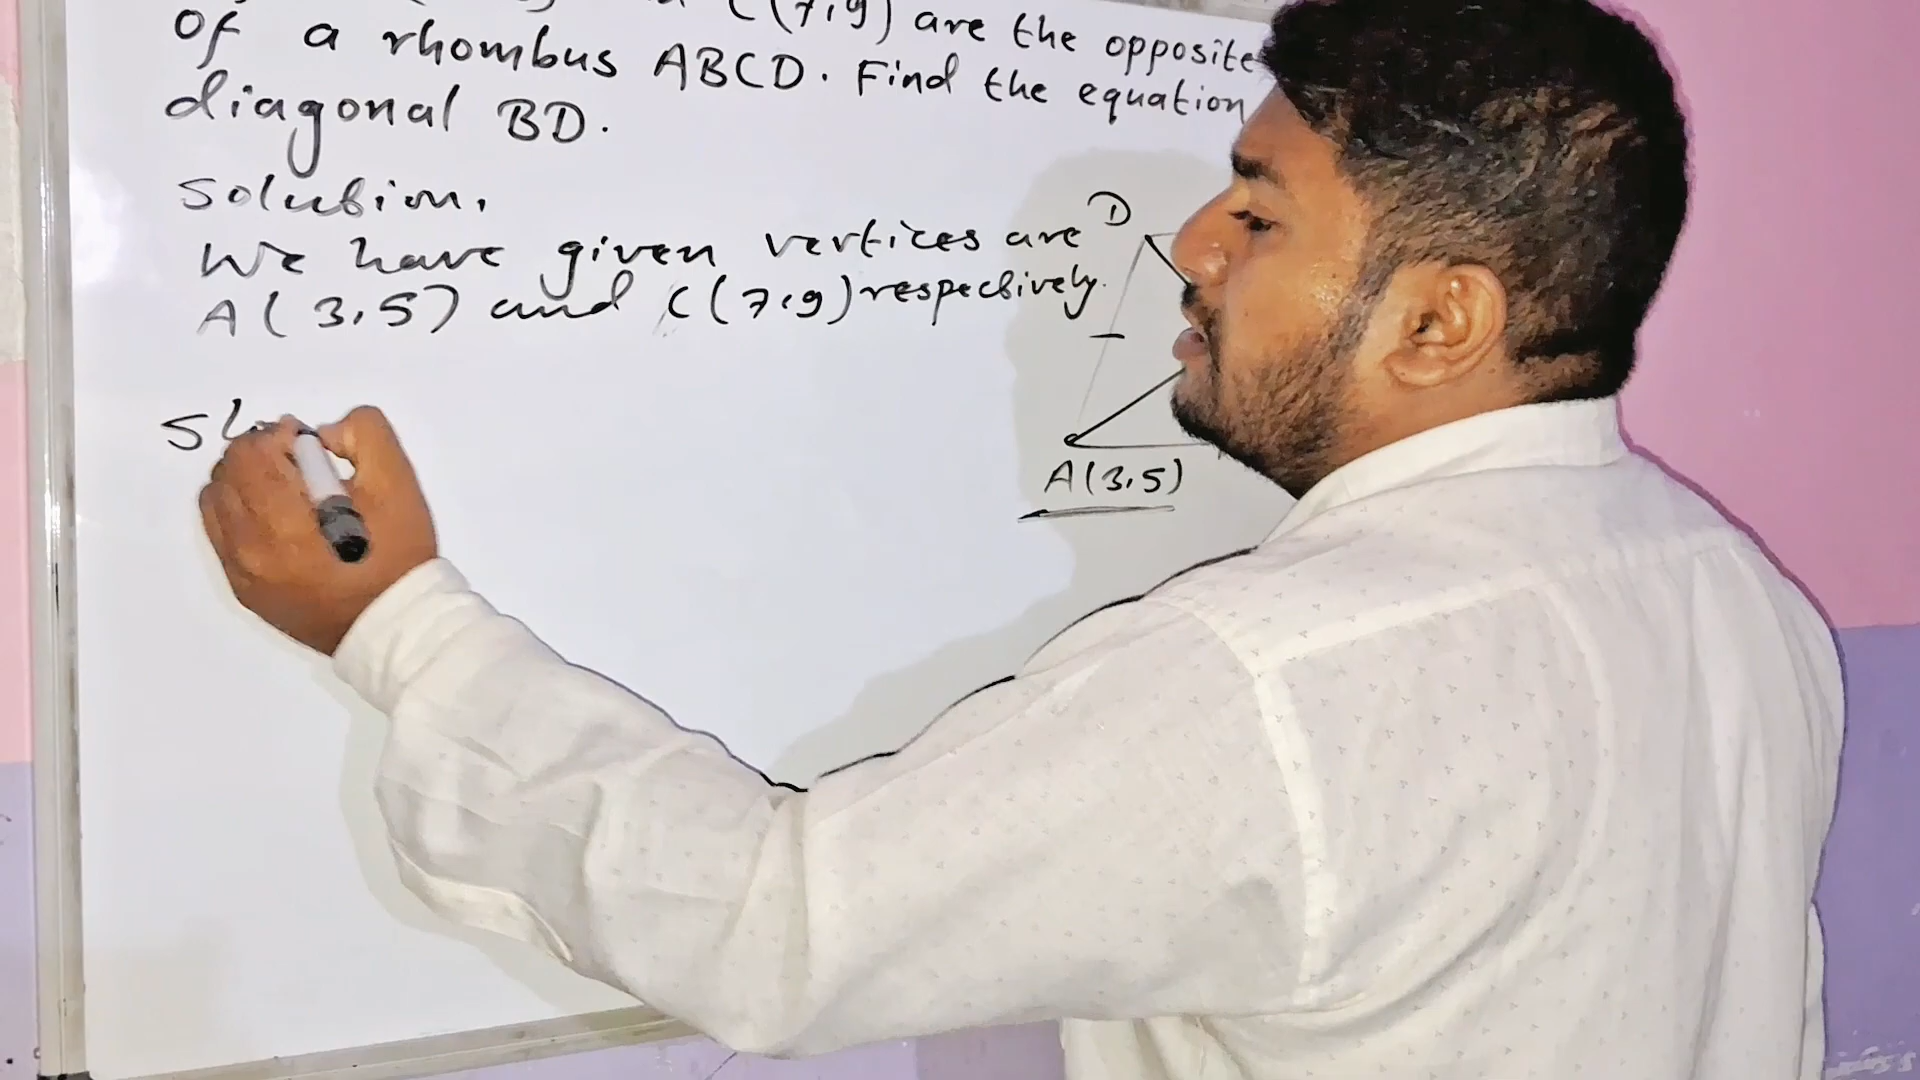 C(7,9) are the opposite
of a rhombus ABCD. Find the equation
diagonal BD.
Solution.
We have given vertices are
A(3,5) and C(7,9) respectively.
D
A(3,5)